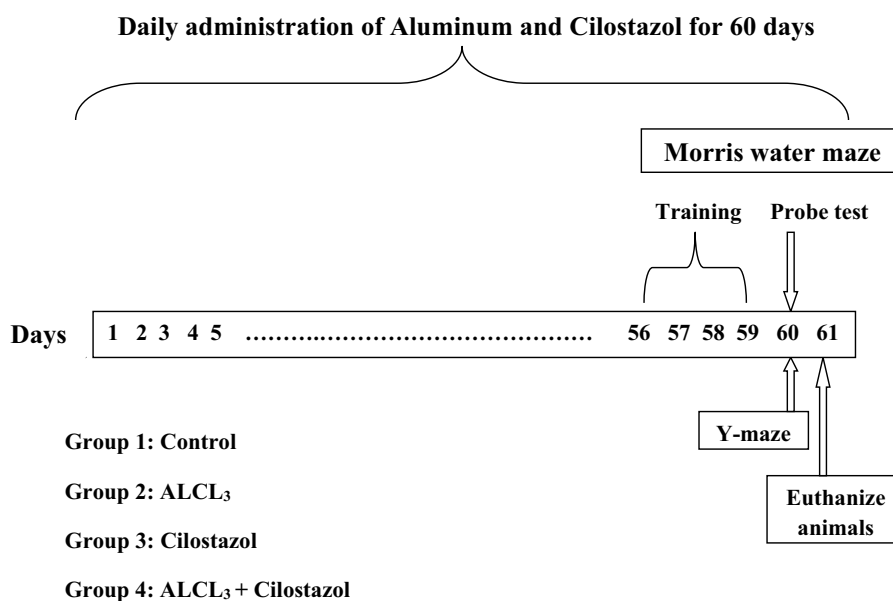 Daily administration of Aluminum and Cilostazol for 60 days
Morris water maze
Training Probe test
Days 1 2 3 4 5 ………..……………………………………… 56 57 58 59 60 61
Y-maze
Group 1: Control
Group 2: ALCL₃
Euthanize
animals
Group 3: Cilostazol
Group 4: ALCL₃ + Cilostazol